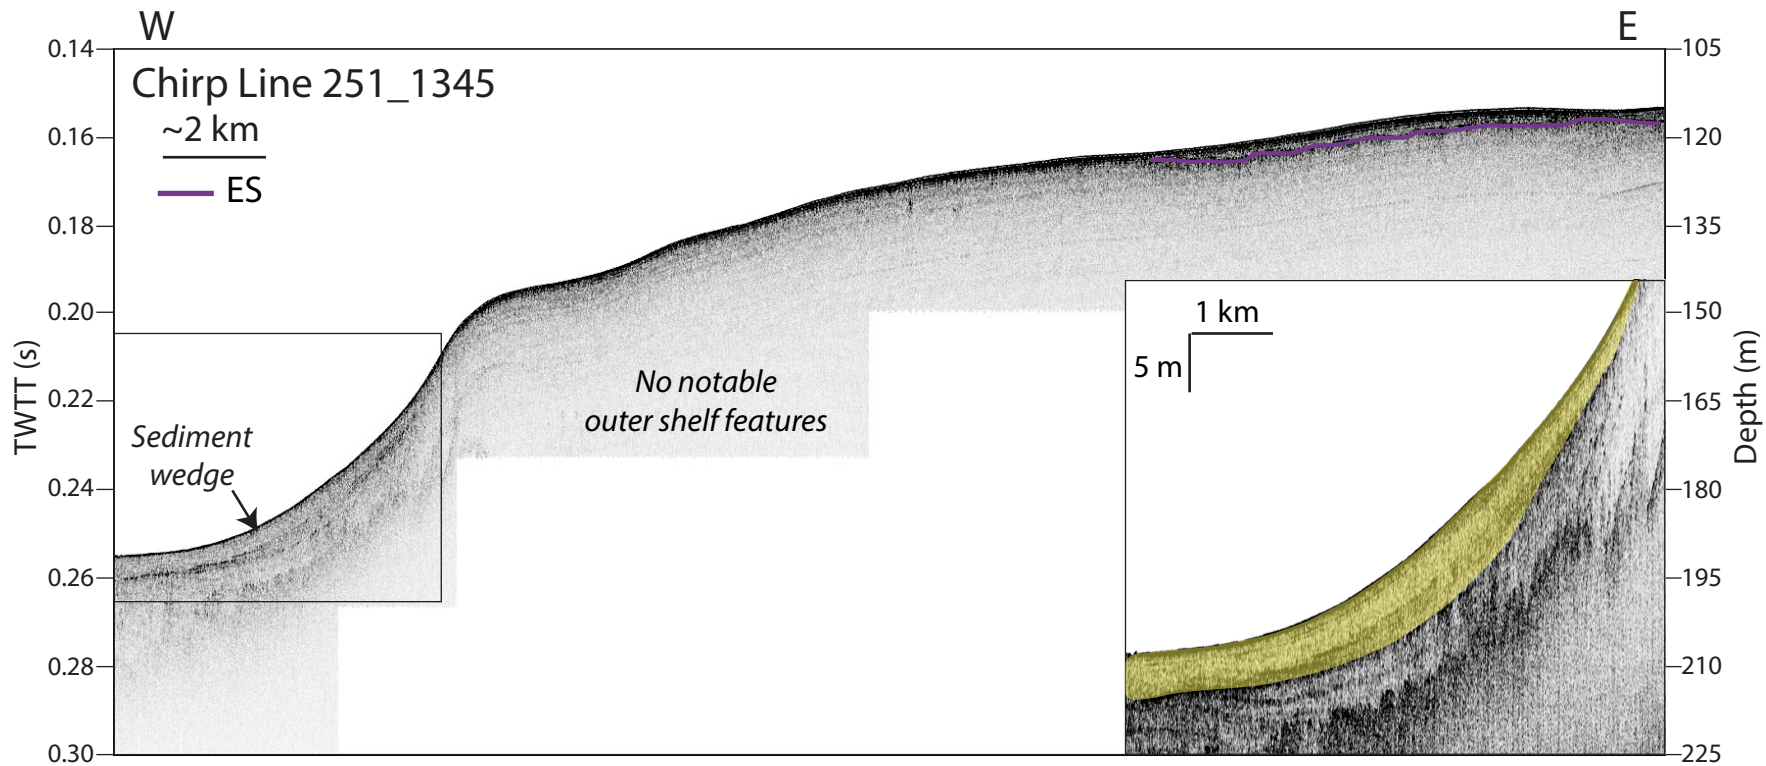 W
E
Chirp Line 251_1345
~2 km
ES
0.14
0.16
0.18
0.20
0.22
0.24
0.26
0.28
0.30
TWTT (s)
105
120
135
150
165
180
195
210
225
Depth (m)
No notable
outer shelf features
Sediment
wedge
1 km
5 m